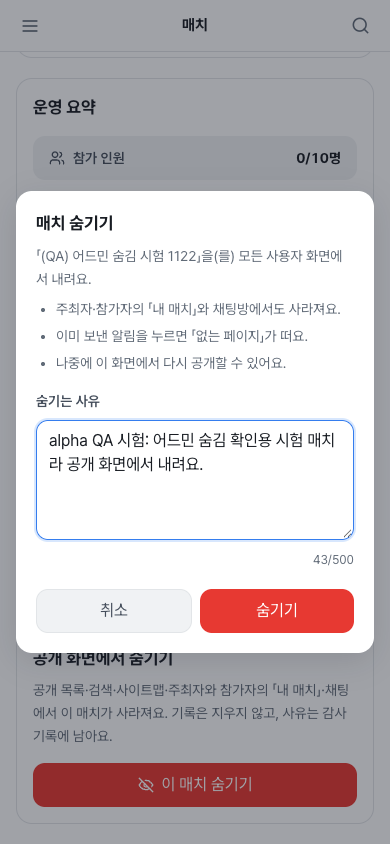 매치
운영 요약
참가 인원
0/10명
매치 숨기기
「(QA) 어드민 숨김 시험 1122」을(를) 모든 사용자 화면에
서 내려요.
• 주최자·참가자의 「내 매치」와 채팅방에서도 사라져요.
• 이미 보낸 알림을 누르면 「없는 페이지」가 떠요.
• 나중에 이 화면에서 다시 공개할 수 있어요.
숨기는 사유
alpha QA 시험: 어드민 숨김 확인용 시험 매치
라 공개 화면에서 내려요.
43/500
취소
숨기기
공개 화면에서 숨기기
공개 목록·검색·사이트맵·주최자와 참가자의 「내 매치」·채팅
에서 이 매치가 사라져요. 기록은 지우지 않고, 사유는 감사
기록에 남아요.
이 매치 숨기기